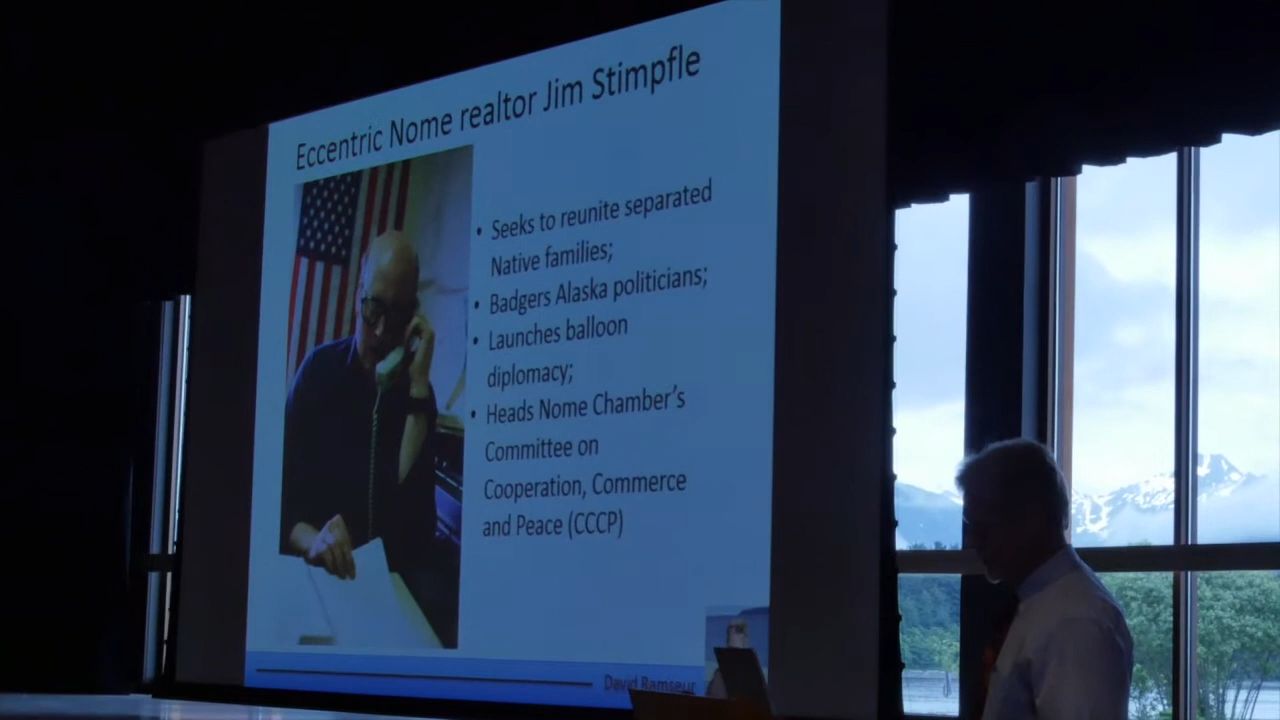 Eccentric Nome realtor Jim Stimpfle
• Seeks to reunite separated
Native families;
• Badgers Alaska politicians;
• Launches balloon
diplomacy;
• Heads Nome Chamber's
Committee on
Cooperation, Commerce
and Peace (CCCP)
David Ramseur